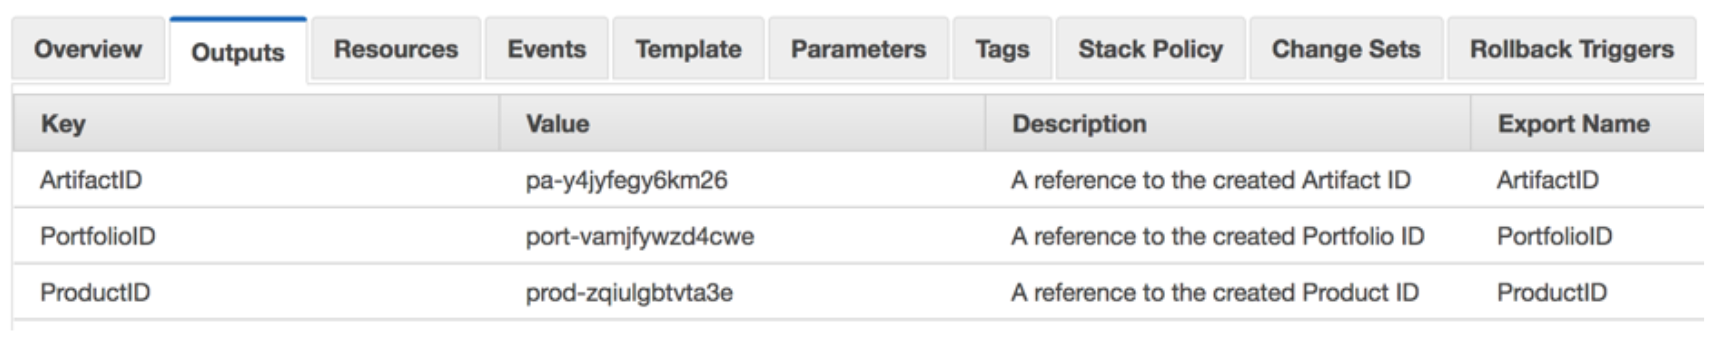 Overview Outputs Resources Events Template Parameters Tags Stack Policy Change Sets Rollback Triggers
Key Value Description Export Name
ArtifactID pa-y4jyfegy6km26 A reference to the created Artifact ID ArtifactID
PortfolioID port-vamjfywzd4cwe A reference to the created Portfolio ID PortfolioID
ProductID prod-zqiulgbtvta3e A reference to the created Product ID ProductID